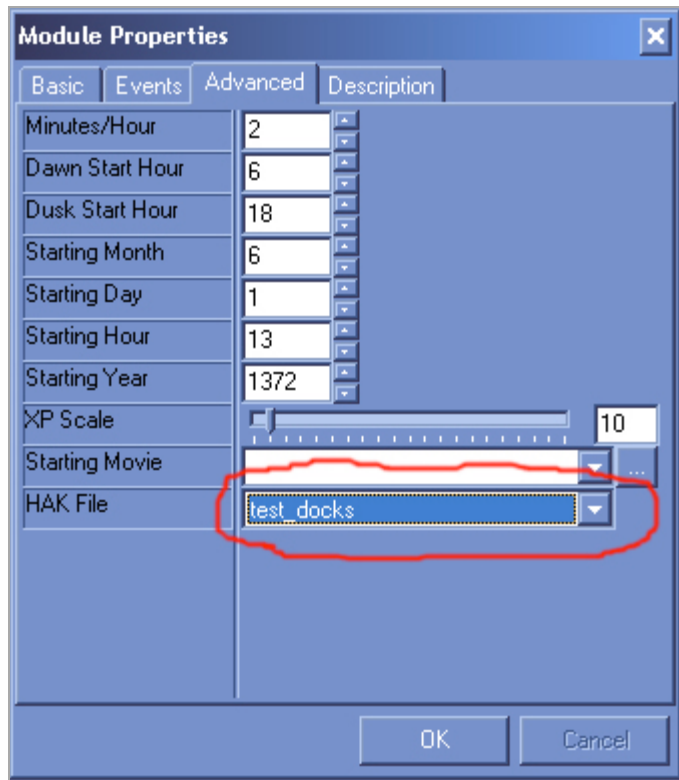 Module Properties
Basic Events Advanced Description
Minutes/Hour 2
Dawn Start Hour 6
Dusk Start Hour 18
Starting Month 6
Starting Day 1
Starting Hour 13
Starting Year 1372
XP Scale 10
Starting Movie ...
HAK File test_docks
OK Cancel